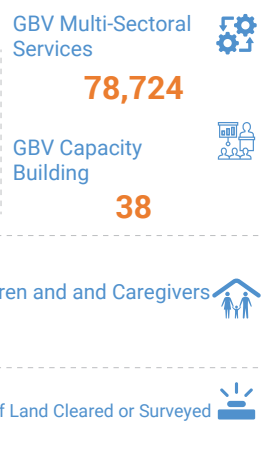 GBV Multi-Sectoral
Services
78,724
GBV Capacity
Building
38
ren and and Caregivers
f Land Cleared or Surveyed